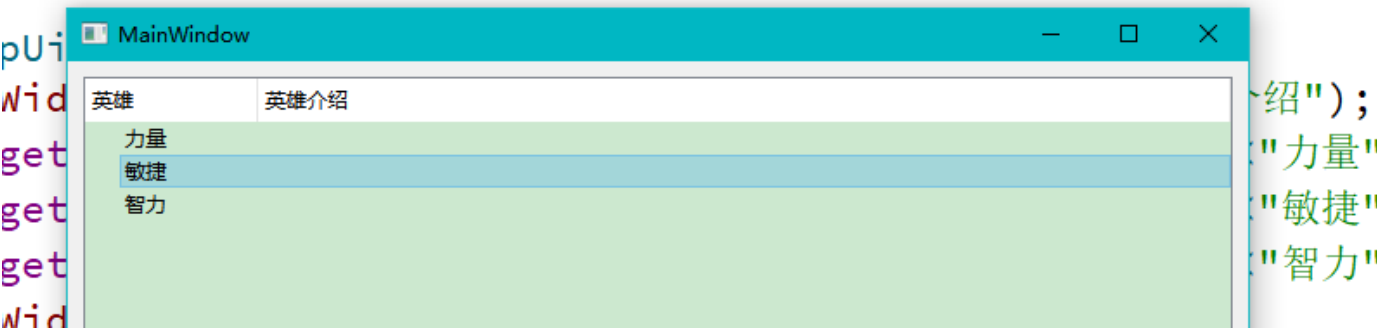 MainWindow
pUi
Wid
英雄 英雄介绍
绍");
力量
get
"力量"
敏捷
get
"敏捷"
智力
get
"智力"
Wid